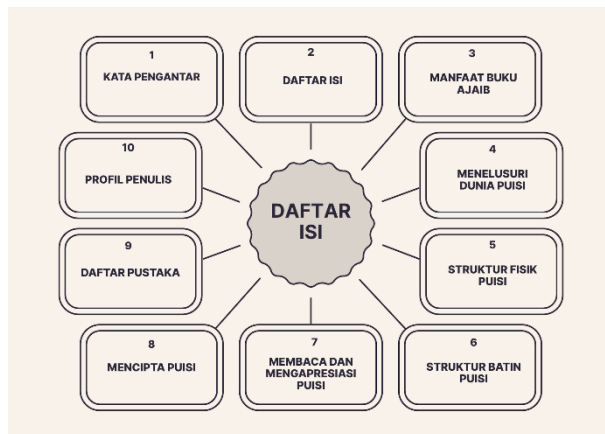 1
KATA PENGANTAR
2
DAFTAR ISI
3
MANFAAT BUKU
AJAIB
10
PROFIL PENULIS
4
MENELUSURI
DUNIA PUISI
DAFTAR
ISI
9
DAFTAR PUSTAKA
5
STRUKTUR FISIK
PUISI
8
MENCIPTA PUISI
7
MEMBACA DAN
MENGAPRESIASI
PUISI
6
STRUKTUR BATIN
PUISI